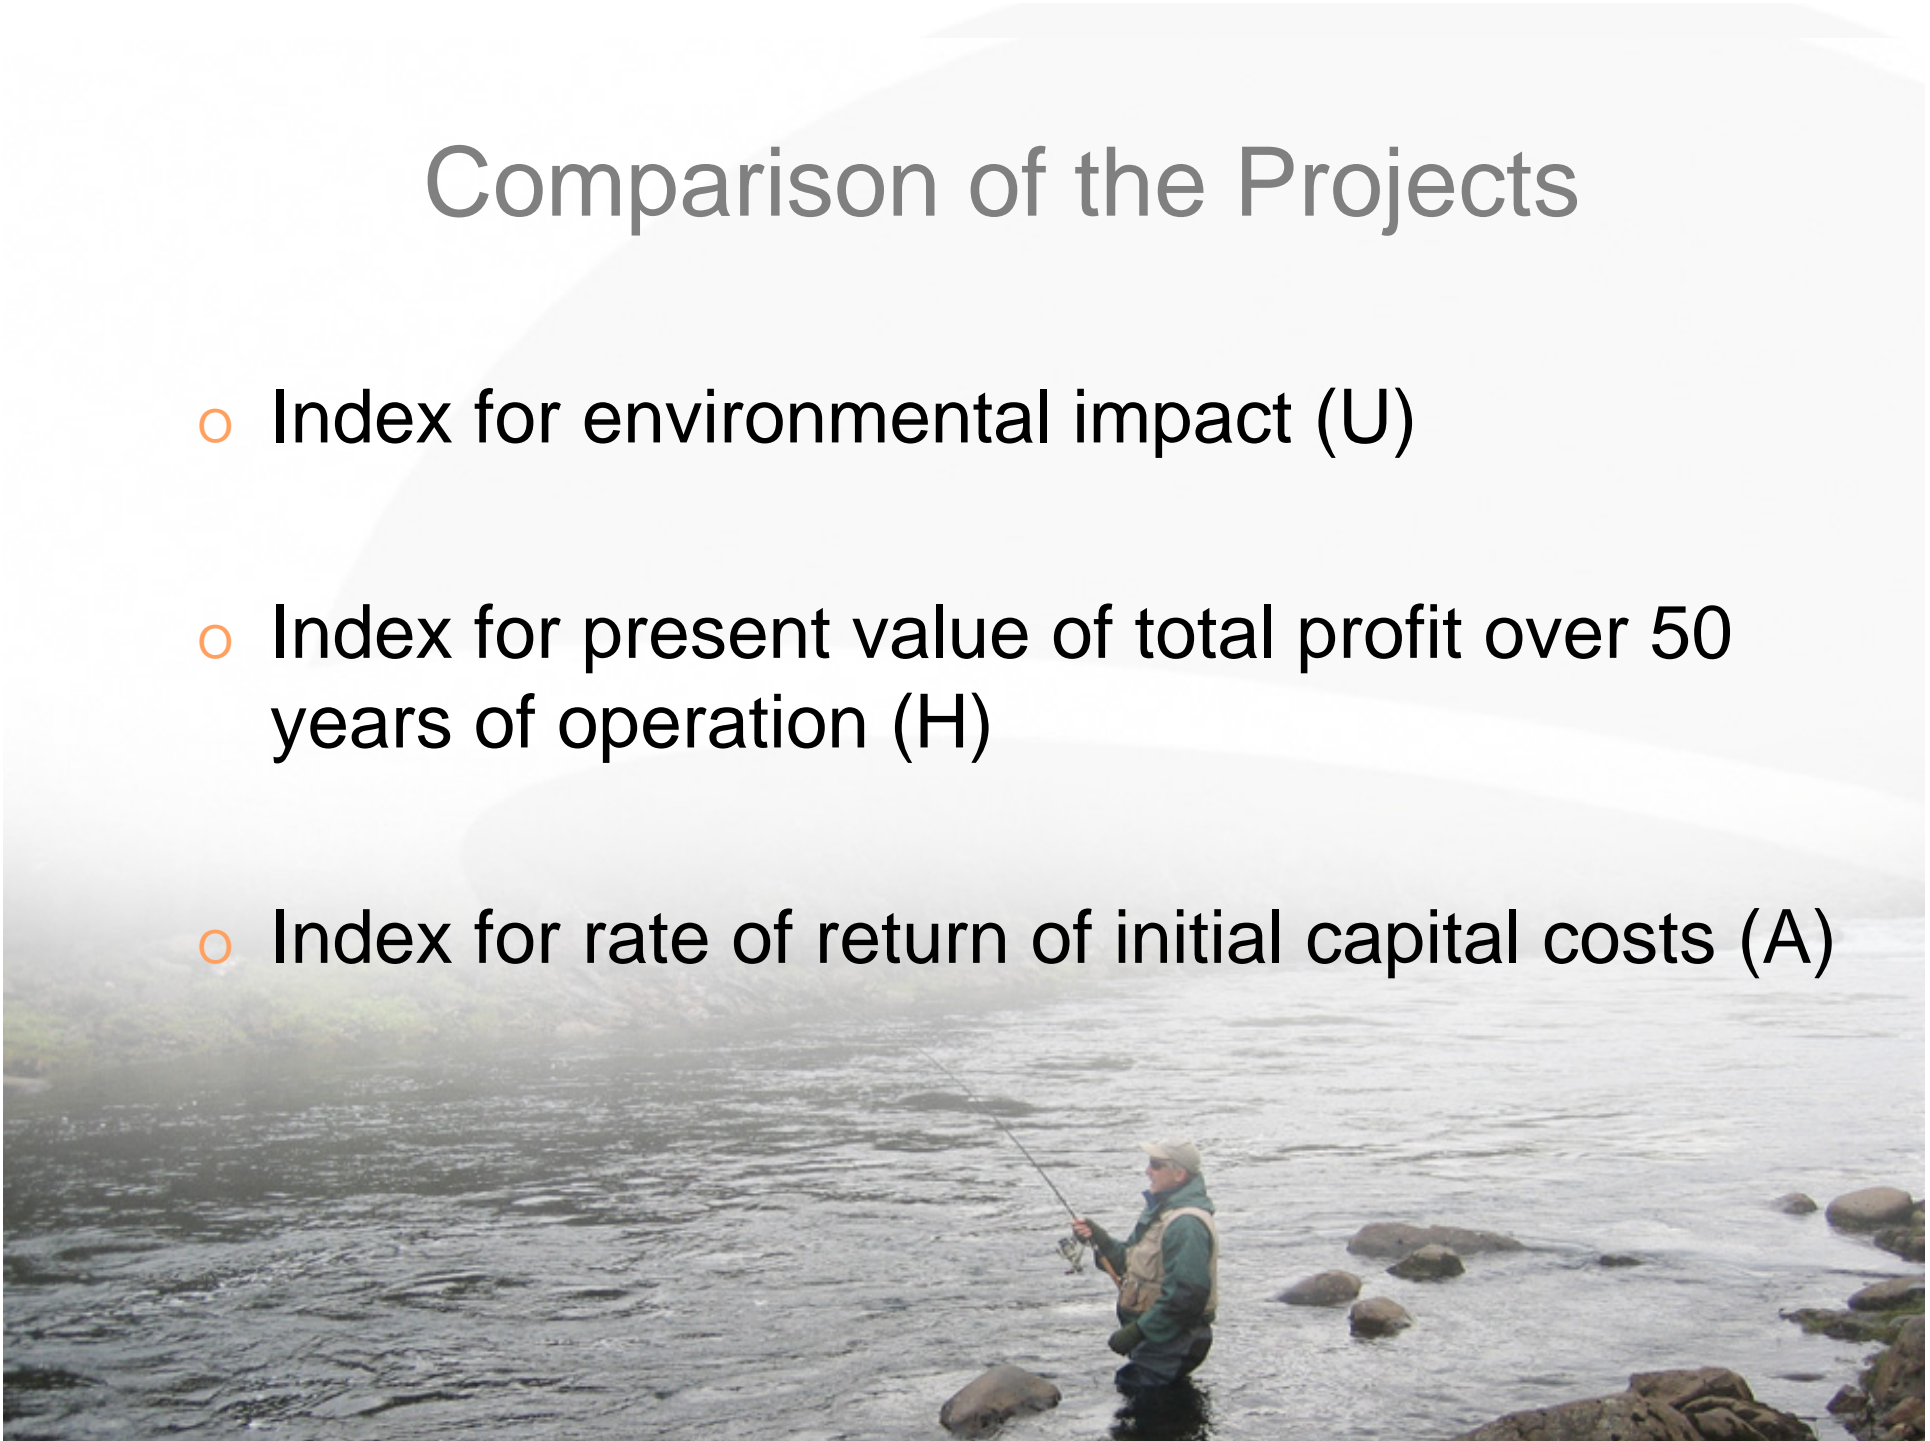 Comparison of the Projects
o Index for environmental impact (U)
o Index for present value of total profit over 50
years of operation (H)
o Index for rate of return of initial capital costs (A)